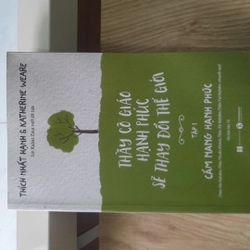 THÍCH NHẤT HẠNH & KATHERINE WEARE
THẦY CÔ GIÁO
HẠNH PHÚC
SẼ THAY ĐỔI THẾ GIỚI
TẬP 1
CẨM NANG HẠNH PHÚC